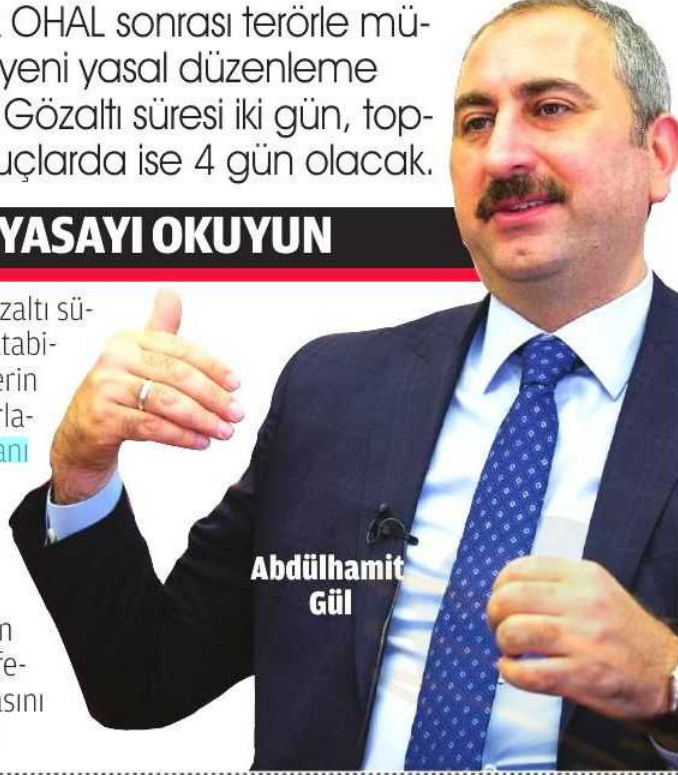 OHAL sonrası terörle mü-
yeni yasal düzenleme
Gözaltı süresi iki gün, top-
uçlarda ise 4 gün olacak.
YASAYI OKUYUN
zaltı sü-
tabi-
erin
rla-
anı
Abdülhamit
Gül
n
fe-
sını